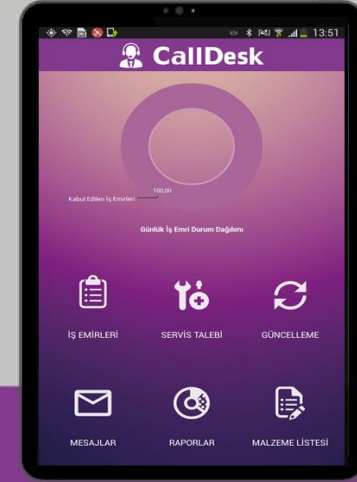 13:51
CallDesk
100,00
Kabul Edilen İş Emirleri
Günlük İş Emri Durum Dağılımı
İŞ EMİRLERİ
SERVİS TALEBİ
GÜNCELLEME
MESAJLAR
RAPORLAR
MALZEME LİSTESİ